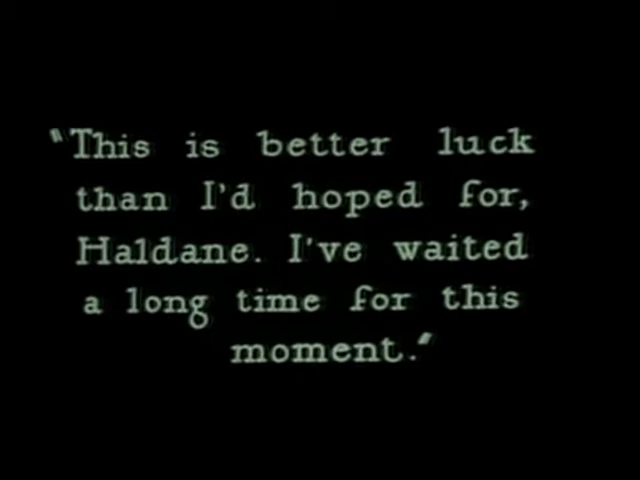 "This is better luck
than I'd hoped for,
Haldane. I've waited
a long time for this
moment."